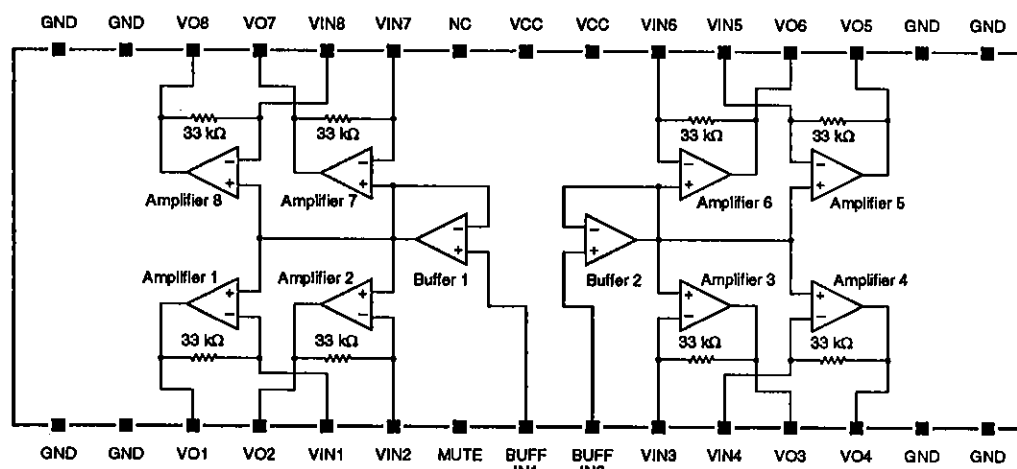 GND GND VO8 VO7 VIN8 VIN7 NC VCC VCC VIN6 VIN5 VO6 VO5 GND GND
33 kΩ 33 kΩ 33 kΩ 33 kΩ
− − − −
+ + + +
Amplifier 8 Amplifier 7 Amplifier 6 Amplifier 5
− −
+ +
Buffer 1 Buffer 2
Amplifier 1 Amplifier 2 Amplifier 3 Amplifier 4
+ + + +
− − − −
33 kΩ 33 kΩ 33 kΩ 33 kΩ
GND GND VO1 VO2 VIN1 VIN2 MUTE BUFF BUFF VIN3 VIN4 VO3 VO4 GND GND
IN1 IN2